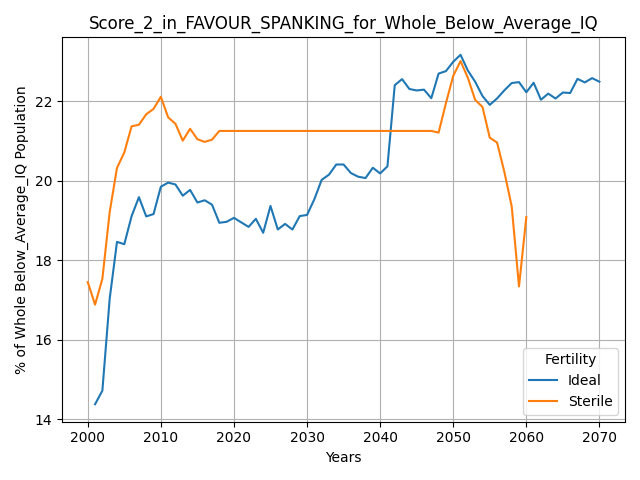 Score_2_in_FAVOUR_SPANKING_for_Whole_Below_Average_IQ
% of Whole Below_Average_IQ Population
22
20
18
16
14
2000 2010 2020 2030 2040 2050 2060 2070
Years
Fertility
Ideal
Sterile